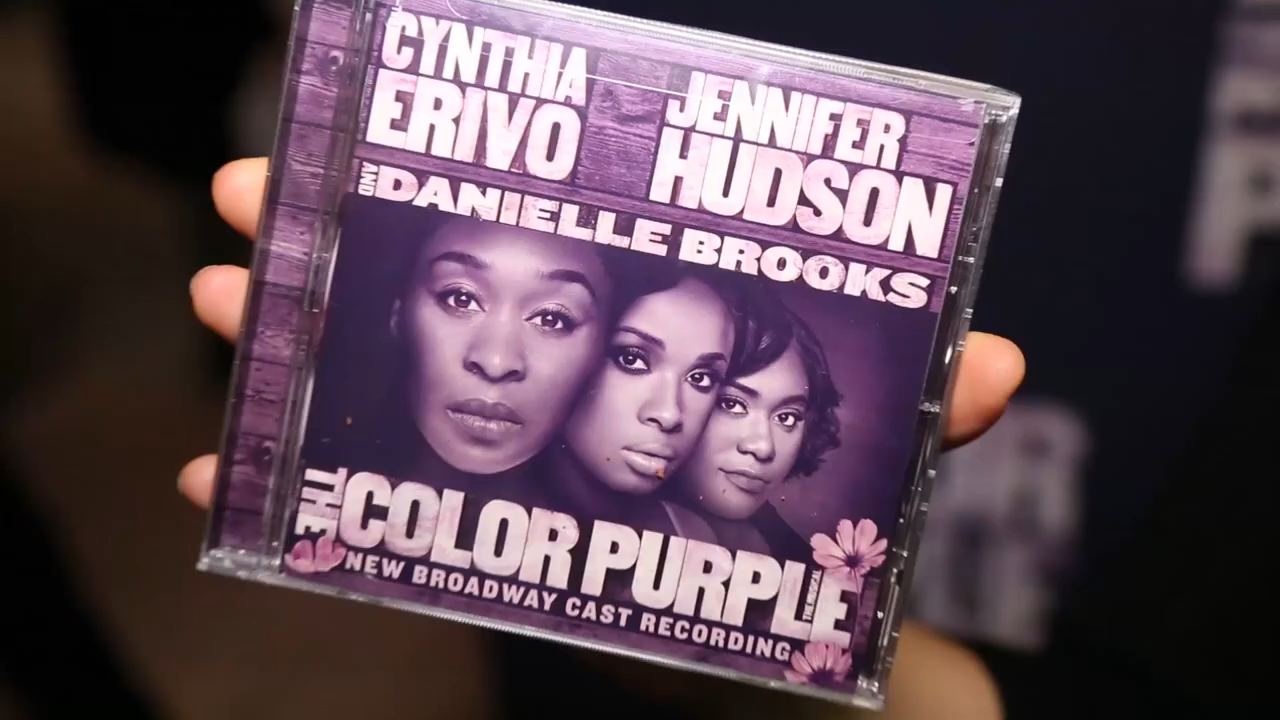 CYNTHIA
ERIVO
JENNIFER
HUDSON
AND DANIELLE BROOKS
THE COLOR PURPLE
THE MUSICAL
NEW BROADWAY CAST RECORDING